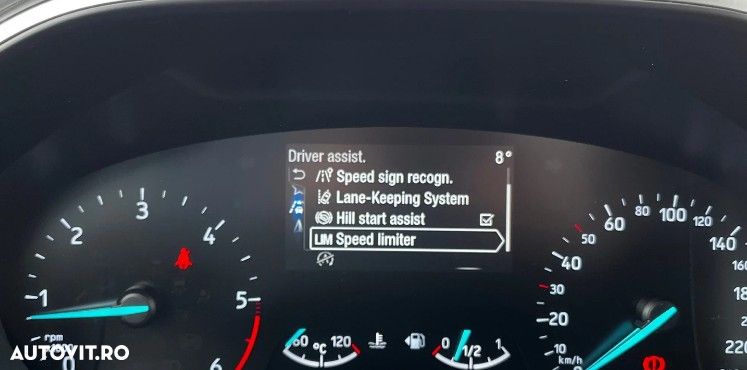 Driver assist. 8°
Speed sign recogn.
Lane-Keeping System
Hill start assist
LIM Speed limiter
1 2 3 4 5 6
rpm
0
60 °C 120
0 1/2 1
0 10 20 30 40 50 60 80 100 120 140
km/h
220
AUTOVIT.RO